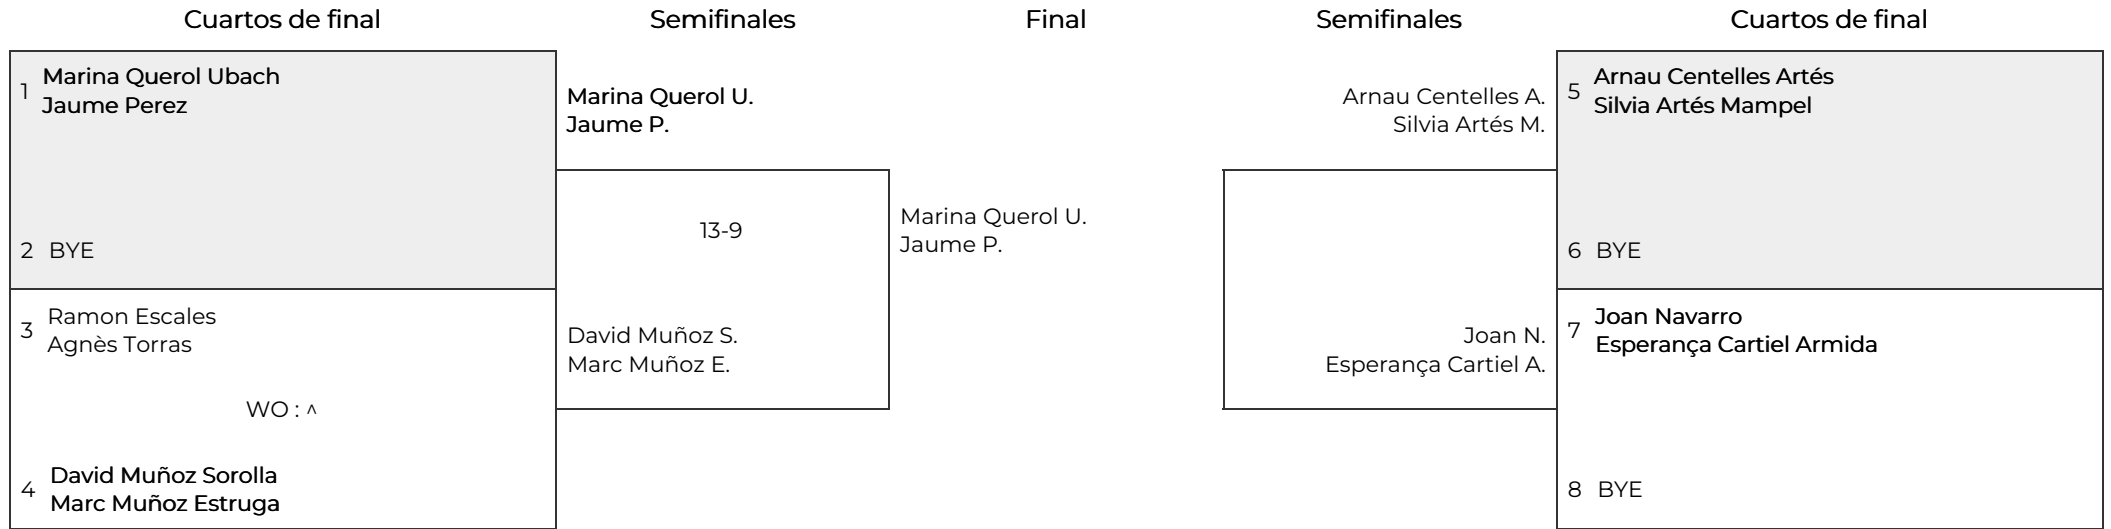 Cuartos de final
Semifinales
Final
Semifinales
Cuartos de final
1
Marina Querol Ubach
Jaume Perez
2 BYE
3
Ramon Escales
Agnès Torras
WO : ^
4
David Muñoz Sorolla
Marc Muñoz Estruga
Marina Querol U.
Jaume P.
13-9
David Muñoz S.
Marc Muñoz E.
Marina Querol U.
Jaume P.
Arnau Centelles A.
Silvia Artés M.
Joan N.
Esperança Cartiel A.
5
Arnau Centelles Artés
Silvia Artés Mampel
6 BYE
7
Joan Navarro
Esperança Cartiel Armida
8 BYE